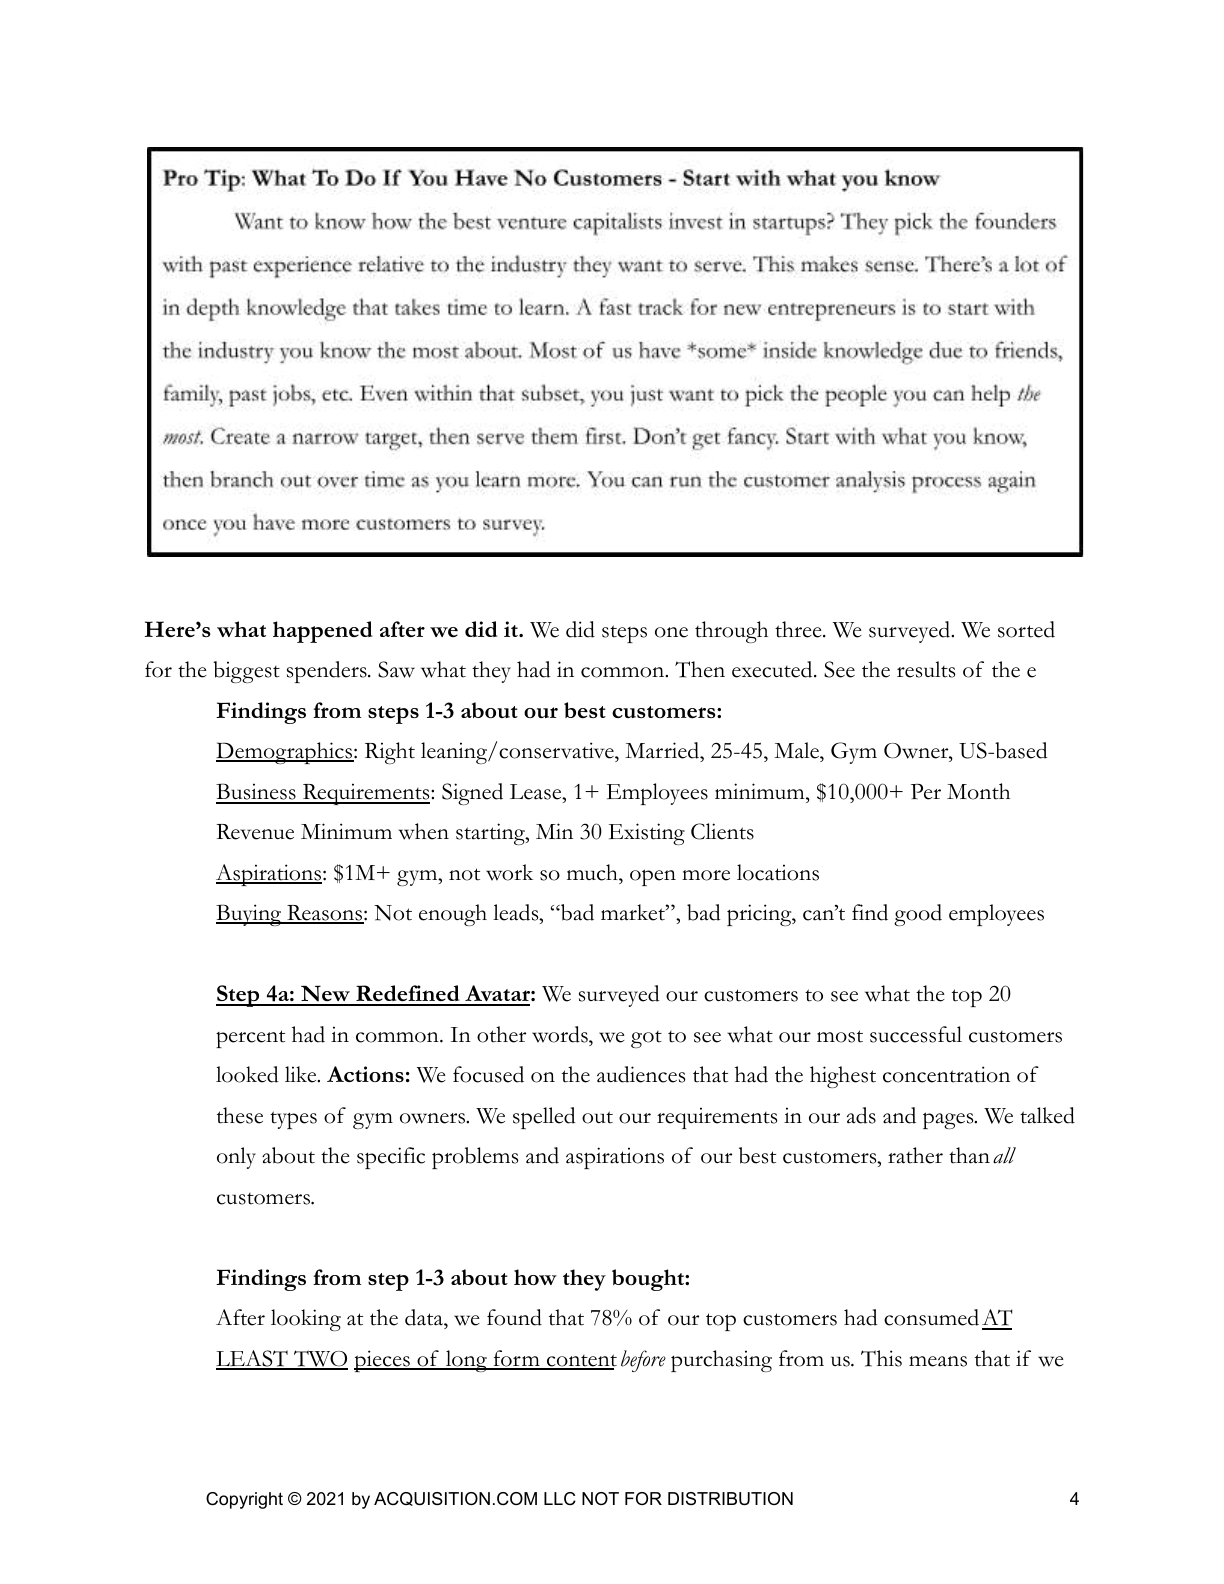 Pro Tip: What To Do If You Have No Customers - Start with what you know
Want to know how the best venture capitalists invest in startups? They pick the founders
with past experience relative to the industry they want to serve. This makes sense. There's a lot of
in depth knowledge that takes time to learn. A fast track for new entrepreneurs is to start with
the industry you know the most about. Most of us have *some* inside knowledge due to friends,
family, past jobs, etc. Even within that subset, you just want to pick the people you can help the
most. Create a narrow target, then serve them first. Don't get fancy. Start with what you know,
then branch out over time as you learn more. You can run the customer analysis process again
once you have more customers to survey.
Here’s what happened after we did it. We did steps one through three. We surveyed. We sorted
for the biggest spenders. Saw what they had in common. Then executed. See the results of the e
Findings from steps 1-3 about our best customers:
Demographics: Right leaning/conservative, Married, 25-45, Male, Gym Owner, US-based
Business Requirements: Signed Lease, 1+ Employees minimum, $10,000+ Per Month
Revenue Minimum when starting, Min 30 Existing Clients
Aspirations: $1M+ gym, not work so much, open more locations
Buying Reasons: Not enough leads, “bad market”, bad pricing, can’t find good employees
Step 4a: New Redefined Avatar: We surveyed our customers to see what the top 20
percent had in common. In other words, we got to see what our most successful customers
looked like. Actions: We focused on the audiences that had the highest concentration of
these types of gym owners. We spelled out our requirements in our ads and pages. We talked
only about the specific problems and aspirations of our best customers, rather than all
customers.
Findings from step 1-3 about how they bought:
After looking at the data, we found that 78% of our top customers had consumed AT
LEAST TWO pieces of long form content before purchasing from us. This means that if we
Copyright © 2021 by ACQUISITION.COM LLC NOT FOR DISTRIBUTION 4